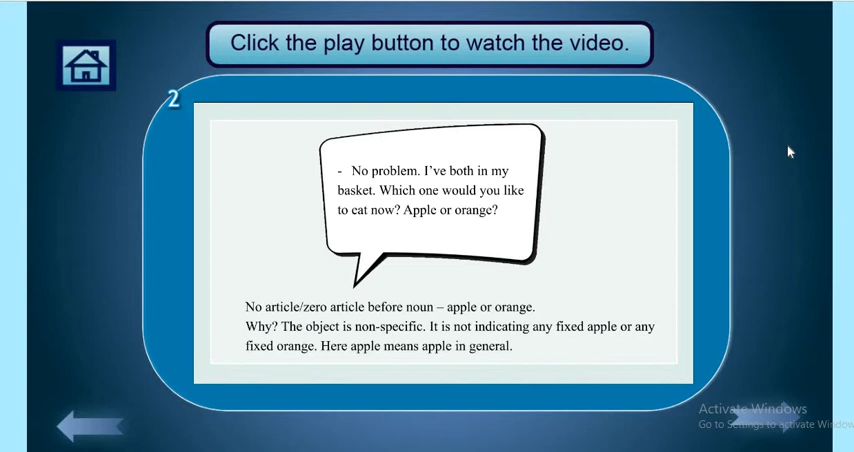 Click the play button to watch the video.
2
- No problem. I've both in my
basket. Which one would you like
to eat now? Apple or orange?
No article/zero article before noun – apple or orange.
Why? The object is non-specific. It is not indicating any fixed apple or any
fixed orange. Here apple means apple in general.
Activate Windows
Go to Settings to activate Window